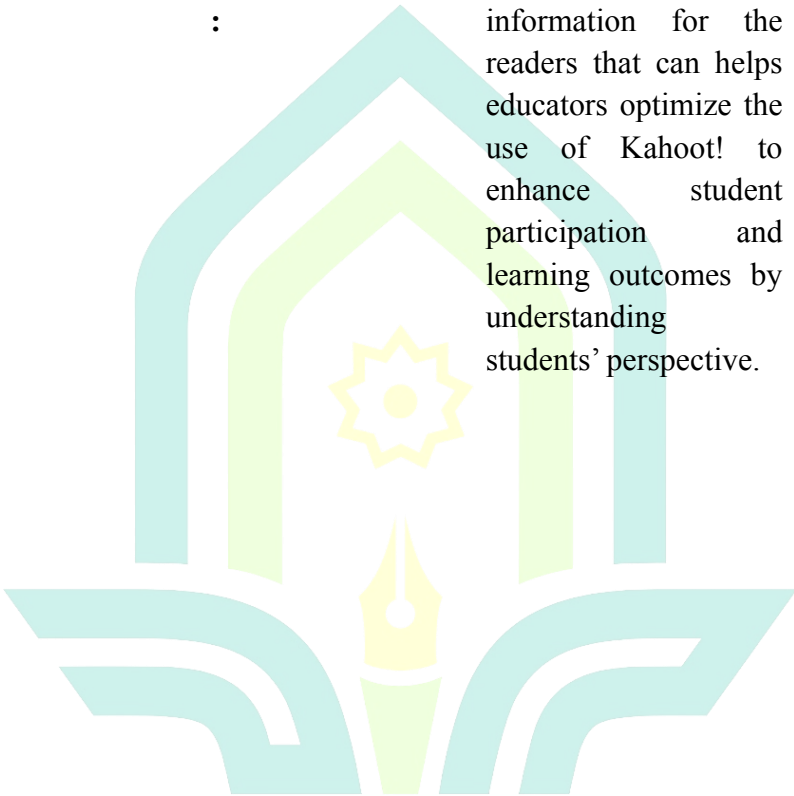 : information for the
readers that can helps
educators optimize the
use of Kahoot! to
enhance student
participation and
learning outcomes by
understanding
students’ perspective.